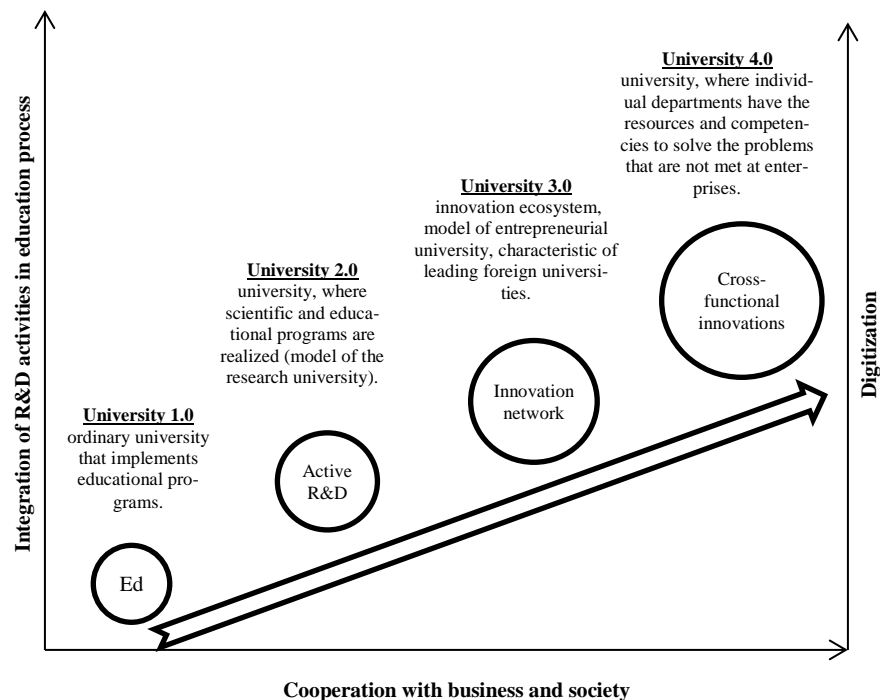 Integration of R&D activities in education process
University 1.0
ordinary university
that implements
educational pro-
grams.
Ed
University 2.0
university, where
scientific and educa-
tional programs are
realized (model of the
research university).
Active
R&D
University 3.0
innovation ecosystem,
model of entrepreneurial
university, characteristic of
leading foreign universi-
ties.
Innovation
network
University 4.0
university, where individ-
ual departments have the
resources and competen-
cies to solve the problems
that are not met at enter-
prises.
Cross-
functional
innovations
Digitization
Cooperation with business and society